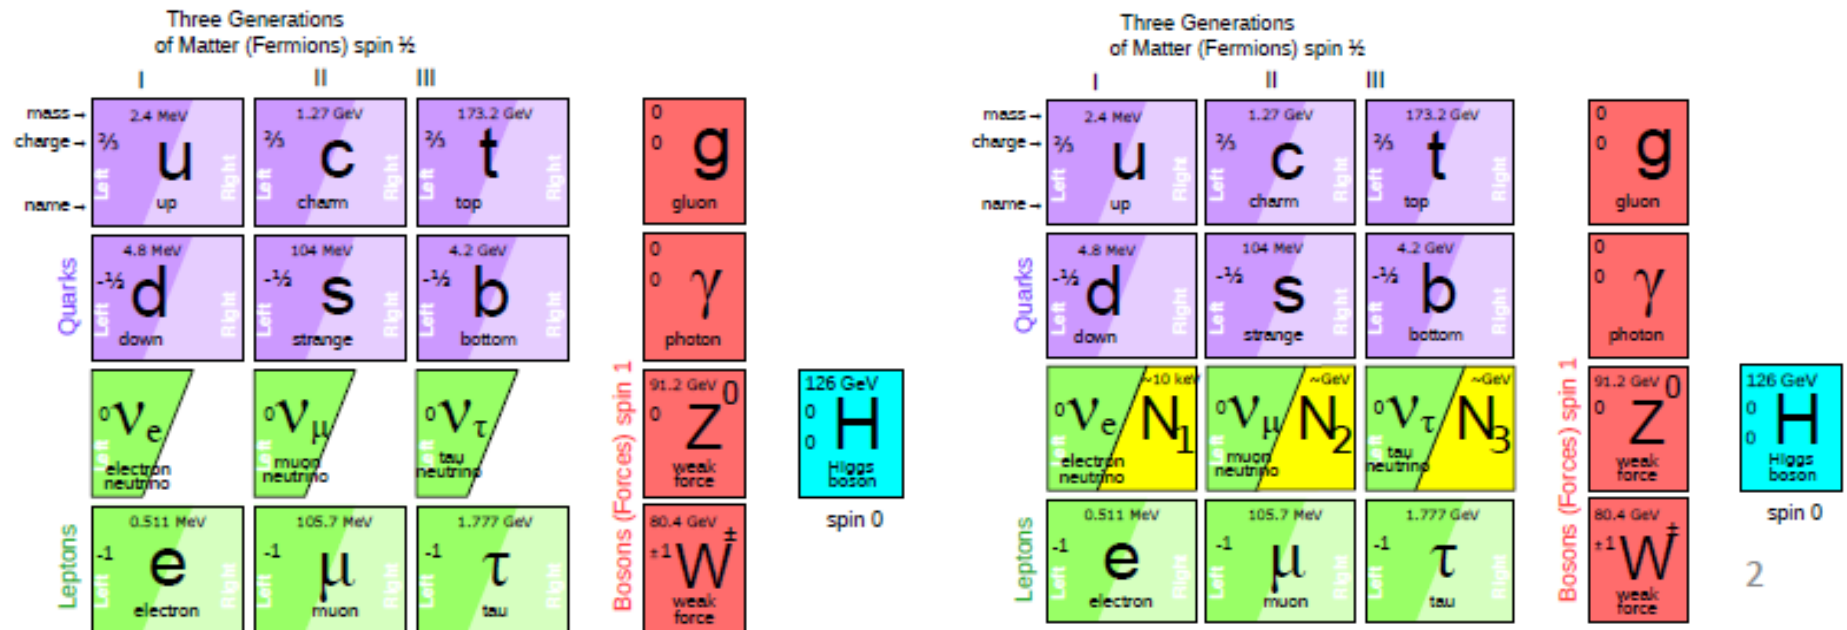 Three Generations
of Matter (Fermions) spin ½
I II III
mass→
charge→
name→
2.4 MeV
⅔
u
Left
Right
up
1.27 GeV
⅔
c
Left
Right
charm
173.2 GeV
⅔
t
Left
Right
top
0
0
g
gluon
Quarks
4.8 MeV
-⅓
d
Left
Right
down
104 MeV
-⅓
s
Left
Right
strange
4.2 GeV
-⅓
b
Left
Right
bottom
0
0
γ
photon
0
νe
Left
electron
neutrino
0
νμ
Left
muon
neutrino
0
ντ
Left
tau
neutrino
Bosons (Forces) spin 1
91.2 GeV
0
Z0
weak
force
126 GeV
0
0
H
Higgs
boson
spin 0
Leptons
0.511 MeV
-1
e
Left
Right
electron
105.7 MeV
-1
μ
Left
Right
muon
1.777 GeV
-1
τ
Left
Right
tau
80.4 GeV
±1
W±
weak
force
Three Generations
of Matter (Fermions) spin ½
I II III
mass→
charge→
name→
2.4 MeV
⅔
u
Left
Right
up
1.27 GeV
⅔
c
Left
Right
charm
173.2 GeV
⅔
t
Left
Right
top
0
0
g
gluon
Quarks
4.8 MeV
-⅓
d
Left
Right
down
104 MeV
-⅓
s
Left
Right
strange
4.2 GeV
-⅓
b
Left
Right
bottom
0
0
γ
photon
0
νe
Left
electron
neutrino
~10 keV
N1
0
νμ
Left
muon
neutrino
~GeV
N2
0
ντ
Left
tau
neutrino
~GeV
N3
Bosons (Forces) spin 1
91.2 GeV
0
Z0
weak
force
126 GeV
0
0
H
Higgs
boson
spin 0
Leptons
0.511 MeV
-1
e
Left
Right
electron
105.7 MeV
-1
μ
Left
Right
muon
1.777 GeV
-1
τ
Left
Right
tau
80.4 GeV
±1
W±
weak
force
2